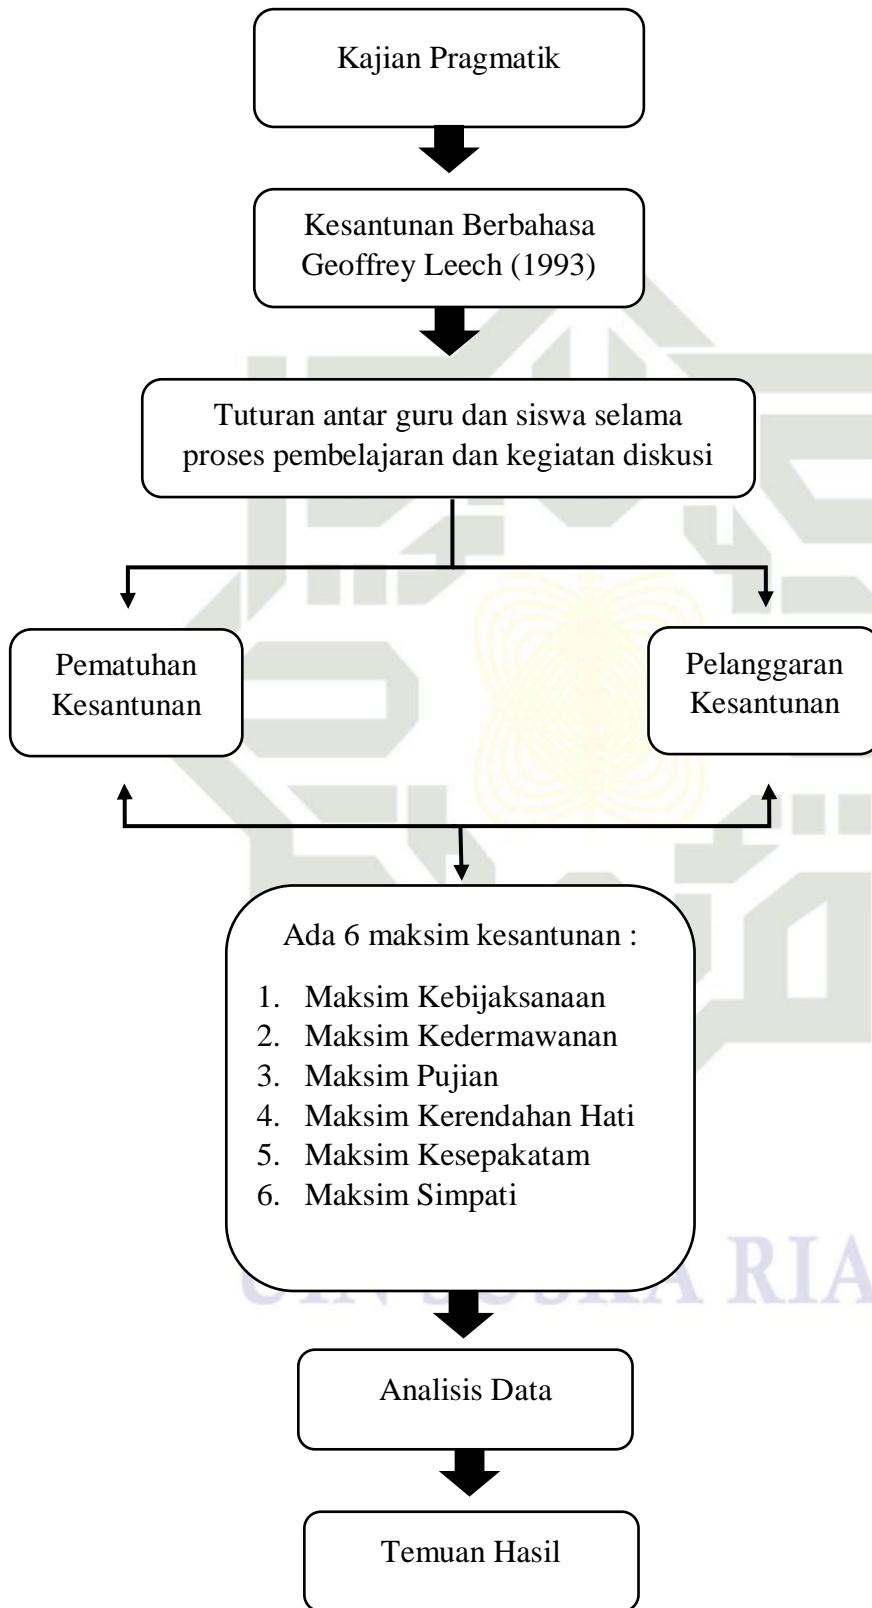 Kajian Pragmatik
Kesantunan Berbahasa
Geoffrey Leech (1993)
Tuturan antar guru dan siswa selama
proses pembelajaran dan kegiatan diskusi
Pematuhan
Kesantunan
Pelanggaran
Kesantunan
Ada 6 maksim kesantunan :
1. Maksim Kebijaksanaan
2. Maksim Kedermawanan
3. Maksim Pujian
4. Maksim Kerendahan Hati
5. Maksim Kesepakatam
6. Maksim Simpati
Analisis Data
Temuan Hasil